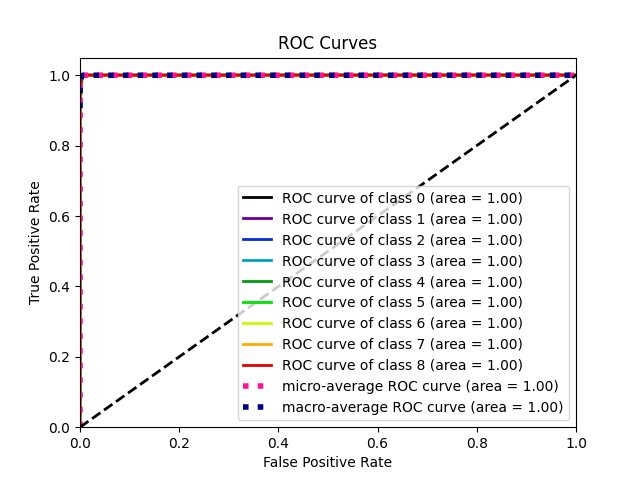 ROC Curves
True Positive Rate
1.0
0.8
0.6
0.4
0.2
0.0
ROC curve of class 0 (area = 1.00)
ROC curve of class 1 (area = 1.00)
ROC curve of class 2 (area = 1.00)
ROC curve of class 3 (area = 1.00)
ROC curve of class 4 (area = 1.00)
ROC curve of class 5 (area = 1.00)
ROC curve of class 6 (area = 1.00)
ROC curve of class 7 (area = 1.00)
ROC curve of class 8 (area = 1.00)
micro-average ROC curve (area = 1.00)
macro-average ROC curve (area = 1.00)
0.0 0.2 0.4 0.6 0.8 1.0
False Positive Rate